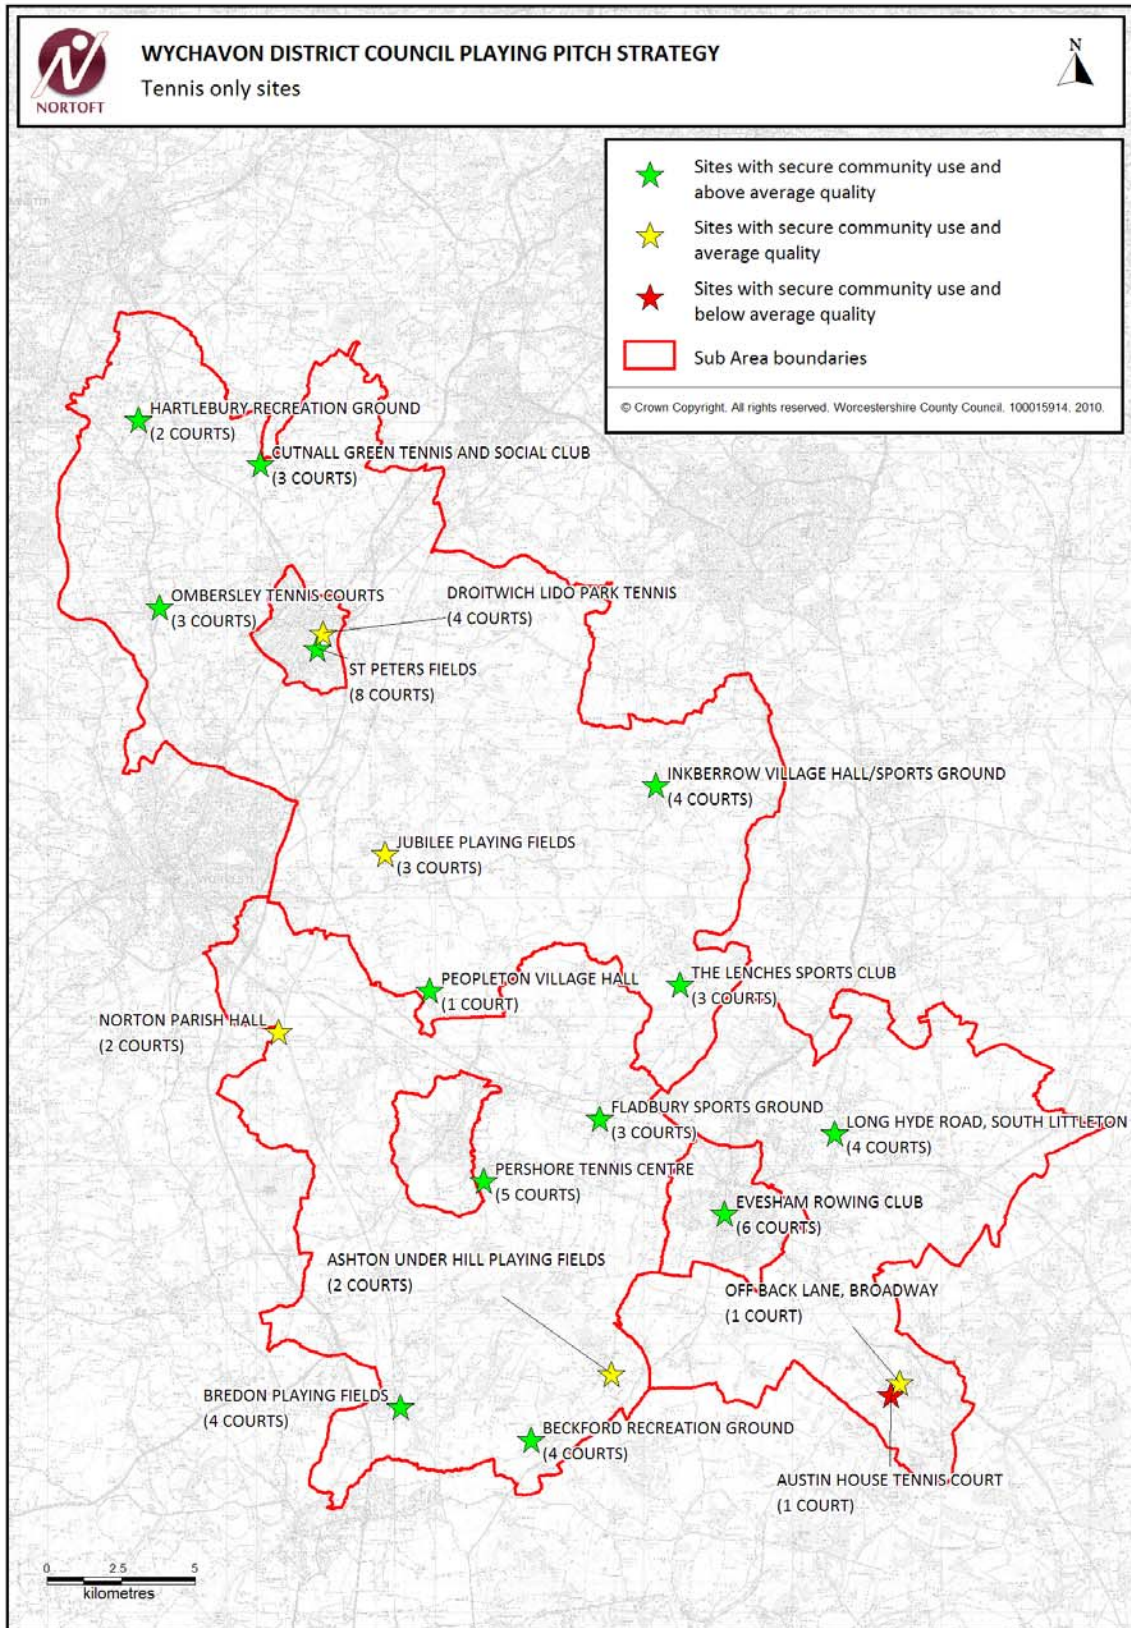 WYCHAVON DISTRICT COUNCIL PLAYING PITCH STRATEGY
Tennis only sites
NORTOFT
N
Sites with secure community use and
above average quality
Sites with secure community use and
average quality
Sites with secure community use and
below average quality
Sub Area boundaries
© Crown Copyright. All rights reserved. Worcestershire County Council. 100015914. 2010.
HARTLEBURY RECREATION GROUND
(2 COURTS)
CUTNALL GREEN TENNIS AND SOCIAL CLUB
(3 COURTS)
OMBERSLEY TENNIS COURTS
(3 COURTS)
DROITWICH LIDO PARK TENNIS
(4 COURTS)
ST PETERS FIELDS
(8 COURTS)
INKBERROW VILLAGE HALL/SPORTS GROUND
(4 COURTS)
JUBILEE PLAYING FIELDS
(3 COURTS)
PEOPLETON VILLAGE HALL
(1 COURT)
THE LENCHES SPORTS CLUB
(3 COURTS)
NORTON PARISH HALL
(2 COURTS)
FLADBURY SPORTS GROUND
(3 COURTS)
LONG HYDE ROAD, SOUTH LITTLETON
(4 COURTS)
PERSHORE TENNIS CENTRE
(5 COURTS)
EVESHAM ROWING CLUB
(6 COURTS)
ASHTON UNDER HILL PLAYING FIELDS
(2 COURTS)
OFF BACK LANE, BROADWAY
(1 COURT)
BREDON PLAYING FIELDS
(4 COURTS)
BECKFORD RECREATION GROUND
(4 COURTS)
AUSTIN HOUSE TENNIS COURT
(1 COURT)
0 2.5 5
kilometres